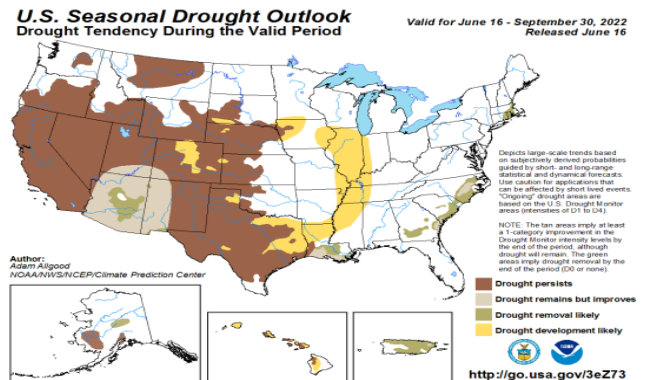 U.S. Seasonal Drought Outlook
Drought Tendency During the Valid Period
Valid for June 16 - September 30, 2022
Released June 16
Depicts large-scale trends based
on subjectively derived probabilities
guided by short- and long-range
statistical and dynamical forecasts.
Use caution for applications that
can be affected by short lived events.
"Ongoing" drought areas are
based on the U.S. Drought Monitor
areas (intensities of D1 to D4).
NOTE: The tan areas imply at least
a 1-category improvement in the
Drought Monitor intensity levels by
the end of the period, although
drought will remain. The green
areas imply drought removal by the
end of the period (D0 or none).
Author:
Adam Allgood
NOAA/NWS/NCEP/Climate Prediction Center
Drought persists
Drought remains but improves
Drought removal likely
Drought development likely
http://go.usa.gov/3eZ73